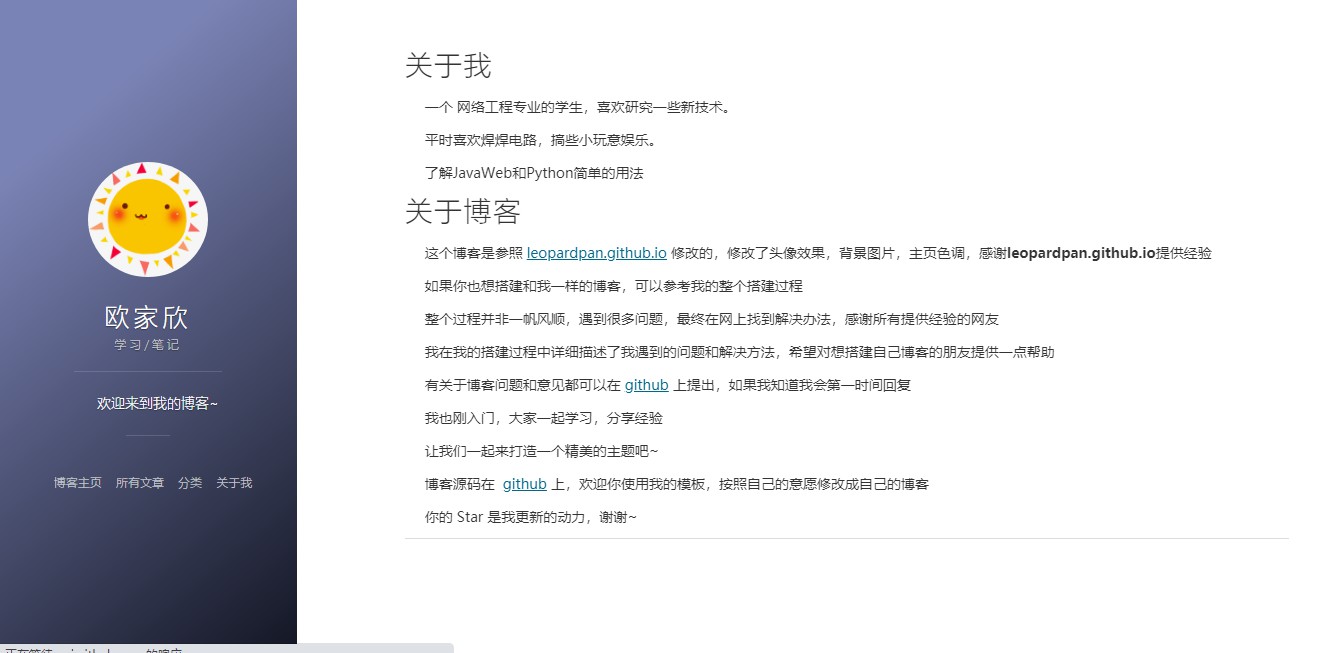 欧家欣
学习/笔记
欢迎来到我的博客~
博客主页 所有文章 分类 关于我
关于我
一个 网络工程专业的学生，喜欢研究一些新技术。
平时喜欢焊焊电路，搞些小玩意娱乐。
了解JavaWeb和Python简单的用法
关于博客
这个博客是参照 leopardpan.github.io 修改的，修改了头像效果，背景图片，主页色调，感谢leopardpan.github.io提供经验
如果你也想搭建和我一样的博客，可以参考我的整个搭建过程
整个过程并非一帆风顺，遇到很多问题，最终在网上找到解决办法，感谢所有提供经验的网友
我在我的搭建过程中详细描述了我遇到的问题和解决方法，希望对想搭建自己博客的朋友提供一点帮助
有关于博客问题和意见都可以在 github 上提出，如果我知道我会第一时间回复
我也刚入门，大家一起学习，分享经验
让我们一起来打造一个精美的主题吧~
博客源码在 github 上，欢迎你使用我的模板，按照自己的意愿修改成自己的博客
你的 Star 是我更新的动力，谢谢~